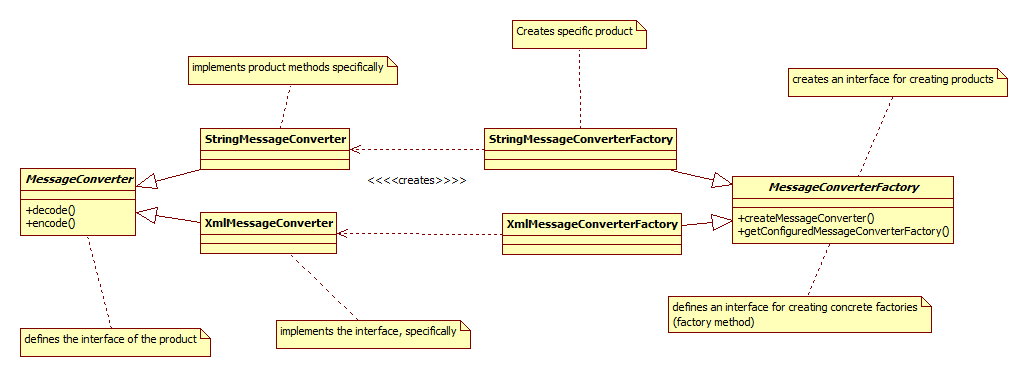 Creates specific product
implements product methods specifically
creates an interface for creating products
StringMessageConverter
StringMessageConverterFactory
MessageConverter
+decode()
+encode()
<<<<creates>>>>
MessageConverterFactory
+createMessageConverter()
+getConfiguredMessageConverterFactory()
XmlMessageConverter
XmlMessageConverterFactory
defines the interface of the product
implements the interface, specifically
defines an interface for creating concrete factories
(factory method)